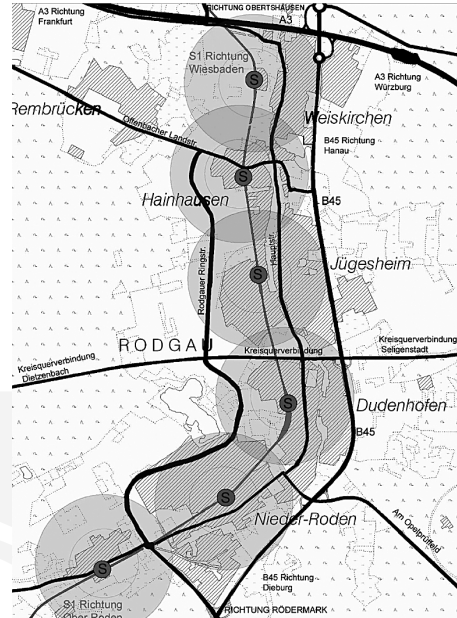 RICHTUNG OBERTSHAUSEN
A3 Richtung
Frankfurt
A3
S1 Richtung
Wiesbaden
S
A3 Richtung
Würzburg
Rembrücken
Weiskirchen
Offenbacher Landstr.
B45 Richtung
Hanau
S
Hainhausen
B45
Rodgauer Ringstr.
Hauptstr.
Jügesheim
S
RODGAU
Kreisquerverbindung
Kreisquerverbindung
Seligenstadt
Kreisquerverbindung
Dietzenbach
S
Dudenhofen
B45
S
Nieder-Roden
Am Opelprüffeld
S
B45 Richtung
Dieburg
S1 Richtung
Ober Roden
RICHTUNG RÖDERMARK